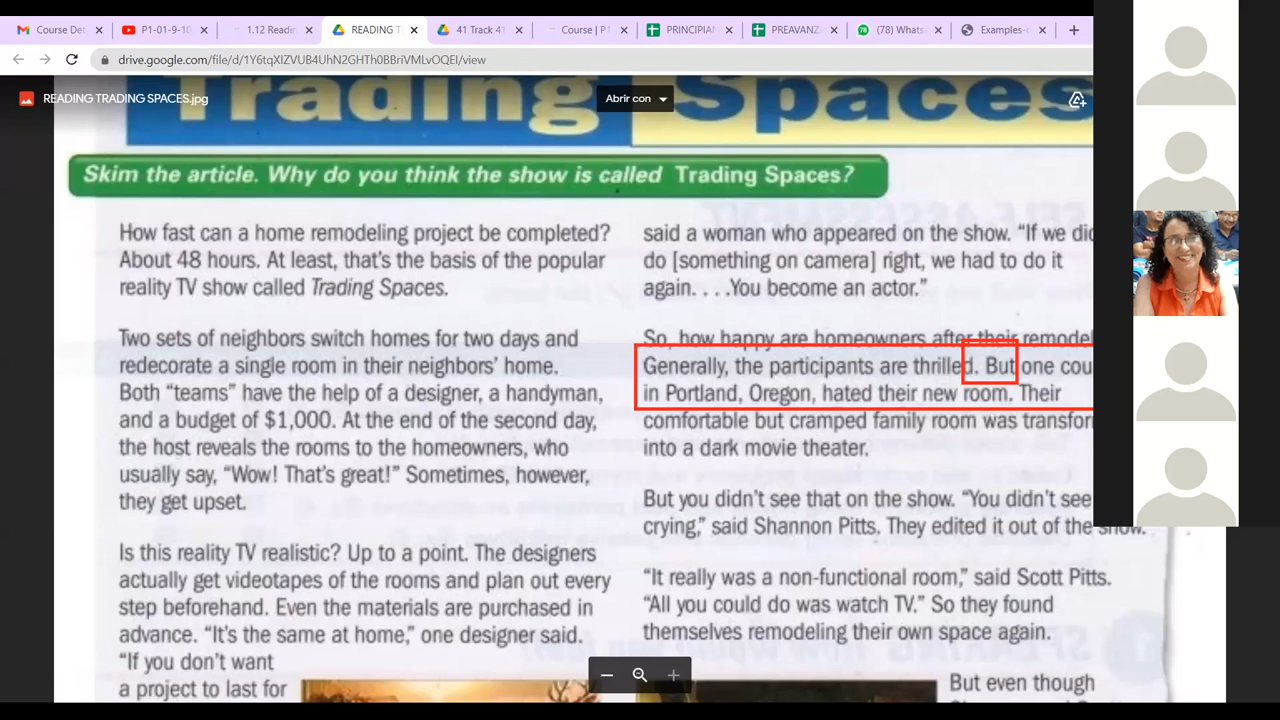 Course Det
P1-01-9-10
1.12 Readin
READING T
41 Track 41
Course | P1
PRINCIPIA
PREAVANZ
(78) Whats
Examples-o
drive.google.com/file/d/1Y6tqXIZVUB4UhN2GHTh0BBriVMLvOQEI/view
READING TRADING SPACES.jpg
Abrir con
Trading Spaces
Skim the article. Why do you think the show is called Trading Spaces?
How fast can a home remodeling project be completed?
About 48 hours. At least, that's the basis of the popular
reality TV show called Trading Spaces.
Two sets of neighbors switch homes for two days and
redecorate a single room in their neighbors' home.
Both “teams” have the help of a designer, a handyman,
and a budget of $1,000. At the end of the second day,
the host reveals the rooms to the homeowners, who
usually say, “Wow! That's great!” Sometimes, however,
they get upset.
Is this reality TV realistic? Up to a point. The designers
actually get videotapes of the rooms and plan out every
step beforehand. Even the materials are purchased in
advance. “It's the same at home,” one designer said.
“If you don't want
a project to last for
said a woman who appeared on the show. “If we did
do [something on camera] right, we had to do it
again. . . .You become an actor.”
So, how happy are homeowners after their remodel
Generally, the participants are thrilled. But one cou
in Portland, Oregon, hated their new room. Their
comfortable but cramped family room was transfor
into a dark movie theater.
But you didn't see that on the show. “You didn't see
crying,” said Shannon Pitts. They edited it out of the show.
“It really was a non-functional room,” said Scott Pitts.
“All you could do was watch TV.” So they found
themselves remodeling their own space again.
But even though